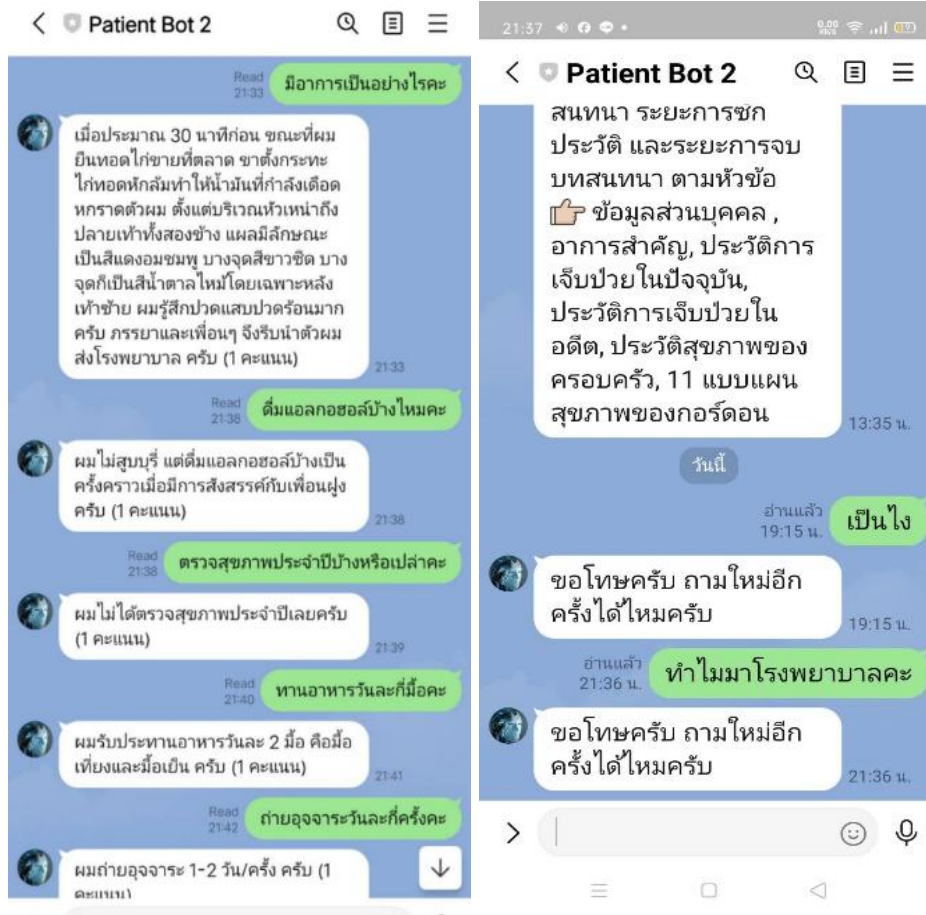 Patient Bot 2
Read
21:33
มีอาการเป็นอย่างไรคะ
เมื่อประมาณ 30 นาทีก่อน ขณะที่ผม
ยืนทอดไก่ขายที่ตลาด ขาตั้งกระทะ
ไก่ทอดหักล้มทำให้น้ำมันที่กำลังเดือด
หกราดตัวผม ตั้งแต่บริเวณหัวเหน่าถึง
ปลายเท้าทั้งสองข้าง แผลมีลักษณะ
เป็นสีแดงอมชมพู บางจุดสีขาวซีด บาง
จุดก็เป็นสีน้ำตาลไหม้โดยเฉพาะหลัง
เท้าซ้าย ผมรู้สึกปวดแสบปวดร้อนมาก
ครับ ภรรยาและเพื่อนๆ จึงรีบนำตัวผม
ส่งโรงพยาบาล ครับ (1 คะแนน)
21:33
Read
21:38
ดื่มแอลกอฮอล์บ้างไหมคะ
ผมไม่สูบบุรี่ แต่ดื่มแอลกอฮอล์บ้างเป็น
ครั้งคราวเมื่อมีการสังสรรค์กับเพื่อนฝูง
ครับ (1 คะแนน)
21:38
Read
21:38
ตรวจสุขภาพประจำปีบ้างหรือเปล่าคะ
ผมไม่ได้ตรวจสุขภาพประจำปีเลยครับ
(1 คะแนน)
21:39
Read
21:40
ทานอาหารวันละกี่มื้อคะ
ผมรับประทานอาหารวันละ 2 มื้อ คือมื้อ
เที่ยงและมื้อเย็น ครับ (1 คะแนน)
21:41
Read
21:42
ถ่ายอุจจาระวันละกี่ครั้งคะ
ผมถ่ายอุจจาระ 1-2 วัน/ครั้ง ครับ (1
คะแนน)
21:37
Patient Bot 2
สนทนา ระยะการซัก
ประวัติ และระยะการจบ
บทสนทนา ตามหัวข้อ
👉 ข้อมูลส่วนบุคคล ,
อาการสำคัญ, ประวัติการ
เจ็บป่วยในปัจจุบัน,
ประวัติการเจ็บป่วยใน
อดีต, ประวัติสุขภาพของ
ครอบครัว, 11 แบบแผน
สุขภาพของกอร์ดอน
13:35 น.
วันนี้
อ่านแล้ว
19:15 น.
เป็นไง
ขอโทษครับ ถามใหม่อีก
ครั้งได้ไหมครับ
19:15 น.
อ่านแล้ว
21:36 น.
ทำไมมาโรงพยาบาลคะ
ขอโทษครับ ถามใหม่อีก
ครั้งได้ไหมครับ
21:36 น.